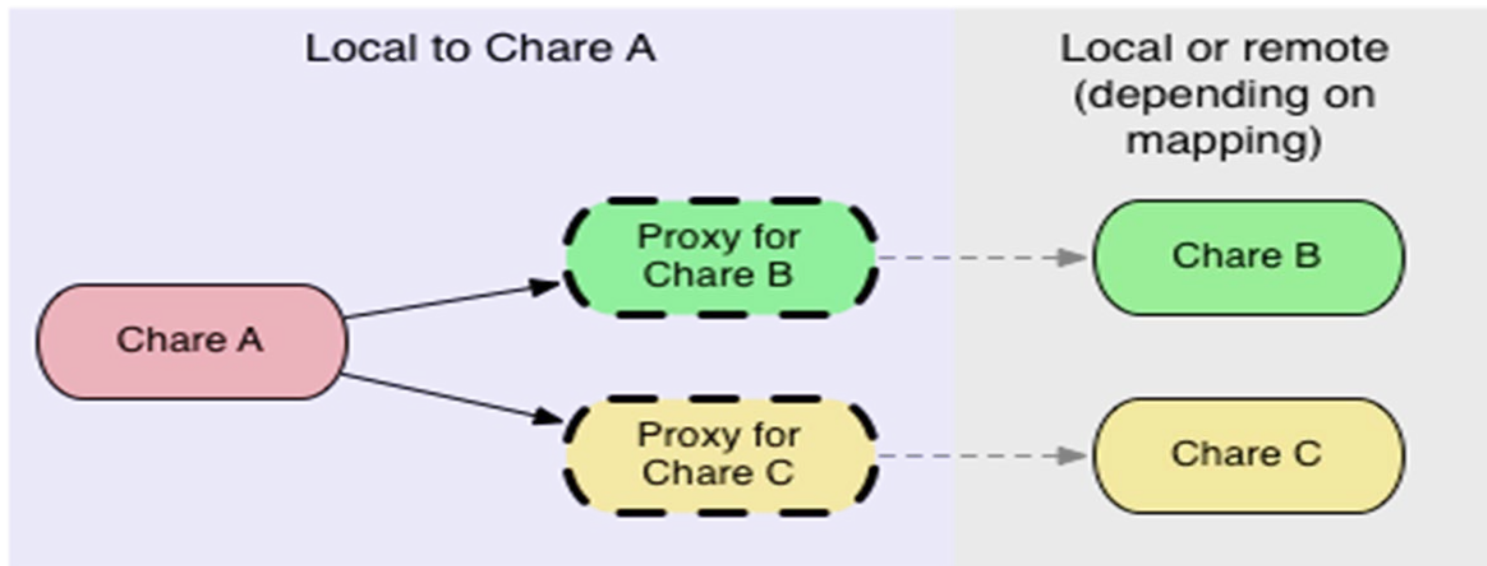 Local to Chare A
Local or remote
(depending on
mapping)
Proxy for
Chare B
Chare B
Chare A
Proxy for
Chare C
Chare C